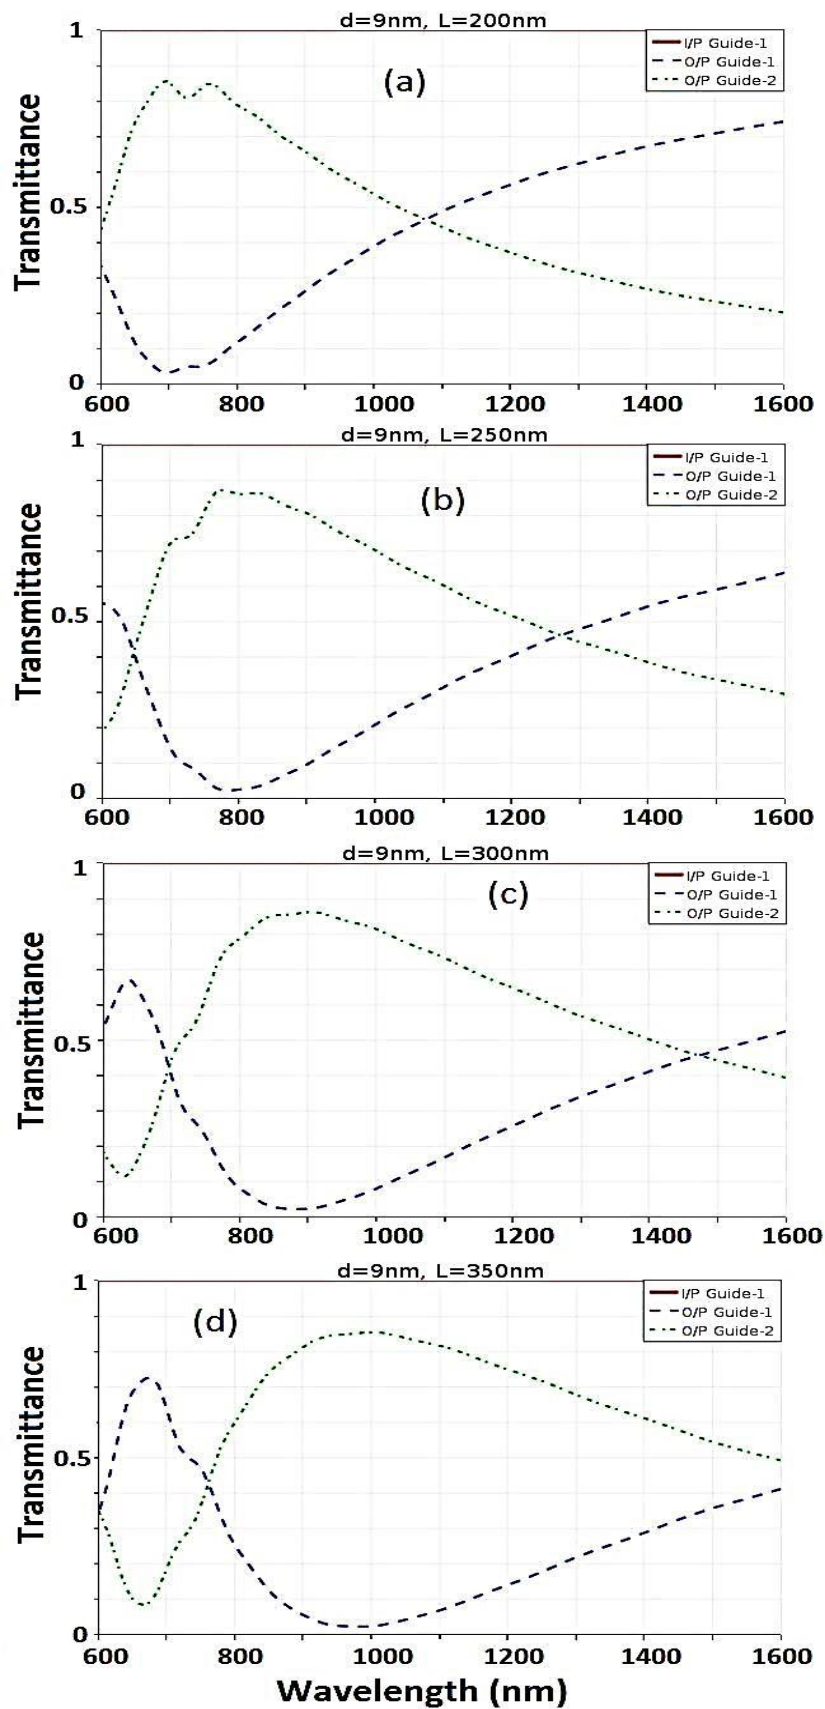 d=9nm, L=200nm
1
I/P Guide-1
O/P Guide-1
O/P Guide-2
(a)
Transmittance
0.5
0
600 800 1000 1200 1400 1600
d=9nm, L=250nm
1
I/P Guide-1
O/P Guide-1
O/P Guide-2
(b)
Transmittance
0.5
0
600 800 1000 1200 1400 1600
d=9nm, L=300nm
1
I/P Guide-1
O/P Guide-1
O/P Guide-2
(c)
Transmittance
0.5
0
600 800 1000 1200 1400 1600
d=9nm, L=350nm
1
I/P Guide-1
O/P Guide-1
O/P Guide-2
(d)
Transmittance
0.5
0
600 800 1000 1200 1400 1600
Wavelength (nm)